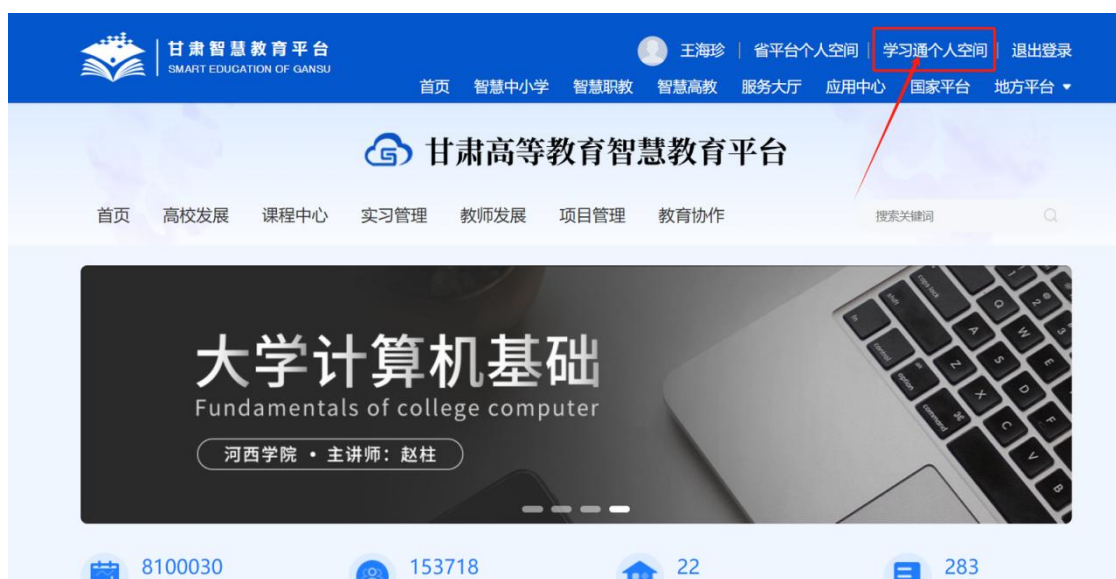 甘肃智慧教育平台
SMART EDUCATION OF GANSU
王海珍 | 省平台个人空间 | 学习通个人空间 | 退出登录
首页 智慧中小学 智慧职教 智慧高教 服务大厅 应用中心 国家平台 地方平台
甘肃高等教育智慧教育平台
首页 高校发展 课程中心 实习管理 教师发展 项目管理 教育协作 搜索关键词
大学计算机基础
Fundamentals of college computer
河西学院 • 主讲师：赵柱
8100030 153718 22 283